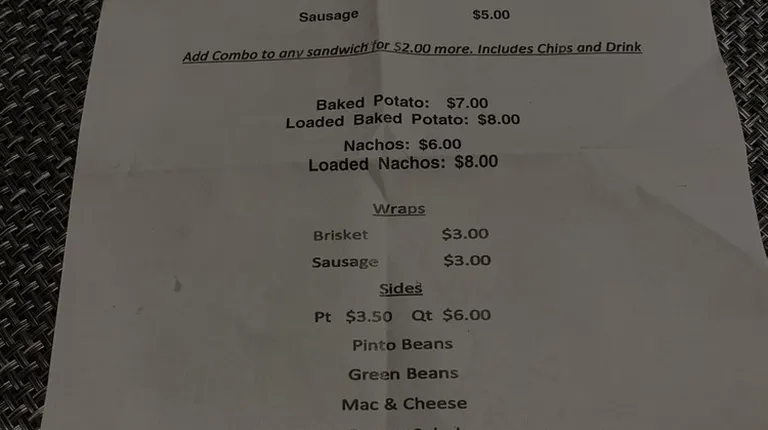 Sausage $5.00
Add Combo to any sandwich for $2.00 more. Includes Chips and Drink
Baked Potato: $7.00
Loaded Baked Potato: $8.00
Nachos: $6.00
Loaded Nachos: $8.00
Wraps
Brisket $3.00
Sausage $3.00
Sides
Pt $3.50 Qt $6.00
Pinto Beans
Green Beans
Mac & Cheese